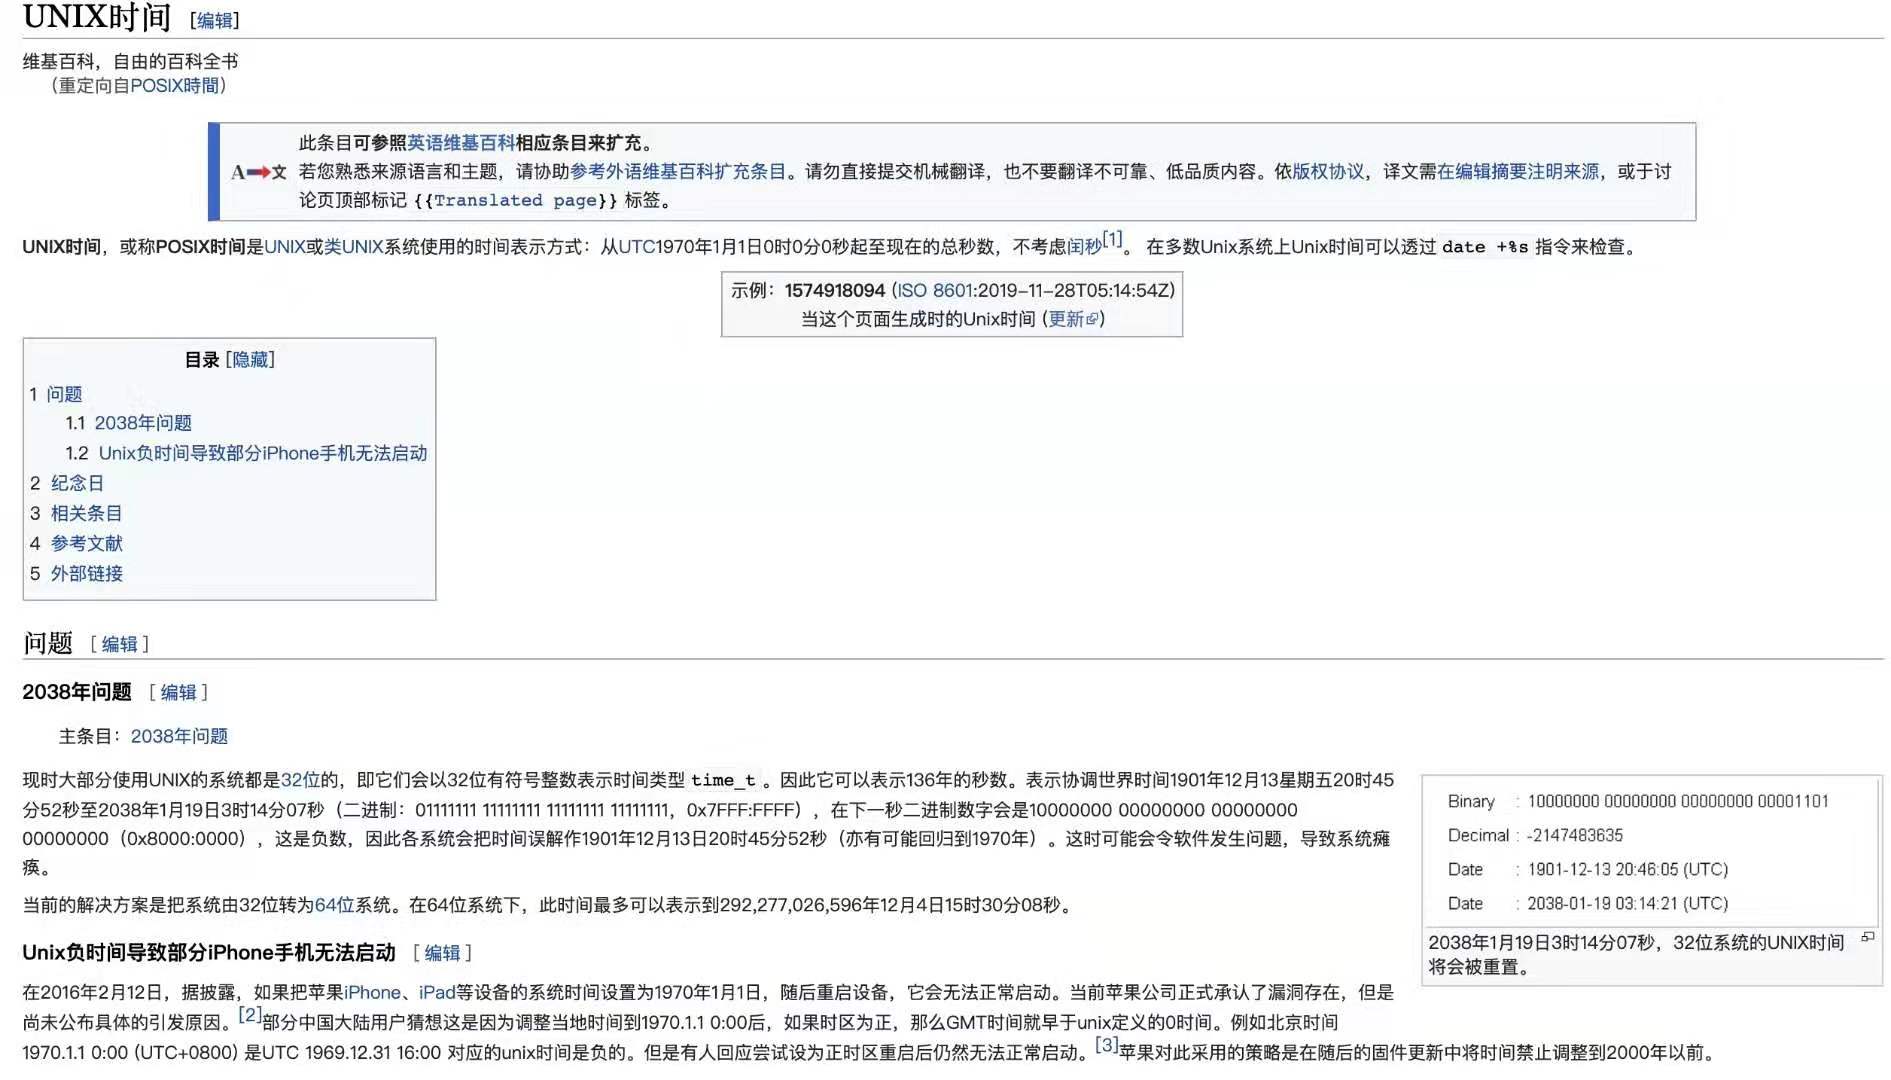 UNIX时间 [编辑]
维基百科，自由的百科全书
（重定向自POSIX時間）
此条目可参照英语维基百科相应条目来扩充。
A 文 若您熟悉来源语言和主题，请协助参考外语维基百科扩充条目。请勿直接提交机械翻译，也不要翻译不可靠、低品质内容。依版权协议，译文需在编辑摘要注明来源，或于讨
论页顶部标记 {{Translated page}} 标签。
UNIX时间，或称POSIX时间是UNIX或类UNIX系统使用的时间表示方式：从UTC1970年1月1日0时0分0秒起至现在的总秒数，不考虑闰秒[1]。 在多数Unix系统上Unix时间可以透过 date +%s 指令来检查。
示例：1574918094 (ISO 8601:2019-11-28T05:14:54Z)
当这个页面生成时的Unix时间 (更新)
目录 [隐藏]
1 问题
1.1 2038年问题
1.2 Unix负时间导致部分iPhone手机无法启动
2 纪念日
3 相关条目
4 参考文献
5 外部链接
问题 [ 编辑 ]
2038年问题 [ 编辑 ]
主条目：2038年问题
现时大部分使用UNIX的系统都是32位的，即它们会以32位有符号整数表示时间类型 time_t 。因此它可以表示136年的秒数。表示协调世界时间1901年12月13星期五20时45
分52秒至2038年1月19日3时14分07秒（二进制：01111111 11111111 11111111 11111111，0x7FFF:FFFF），在下一秒二进制数字会是10000000 00000000 00000000
00000000（0x8000:0000），这是负数，因此各系统会把时间误解作1901年12月13日20时45分52秒（亦有可能回归到1970年）。这时可能会令软件发生问题，导致系统瘫
痪。
当前的解决方案是把系统由32位转为64位系统。在64位系统下，此时间最多可以表示到292,277,026,596年12月4日15时30分08秒。
Binary : 10000000 00000000 00000000 00001101
Decimal : -2147483635
Date : 1901-12-13 20:46:05 (UTC)
Date : 2038-01-19 03:14:21 (UTC)
2038年1月19日3时14分07秒，32位系统的UNIX时间
将会被重置。
Unix负时间导致部分iPhone手机无法启动 [ 编辑 ]
在2016年2月12日，据披露，如果把苹果iPhone、iPad等设备的系统时间设置为1970年1月1日，随后重启设备，它会无法正常启动。当前苹果公司正式承认了漏洞存在，但是
尚未公布具体的引发原因。[2]部分中国大陆用户猜想这是因为调整当地时间到1970.1.1 0:00后，如果时区为正，那么GMT时间就早于unix定义的0时间。例如北京时间
1970.1.1 0:00 (UTC+0800) 是UTC 1969.12.31 16:00 对应的unix时间是负的。但是有人回应尝试设为正时区重启后仍然无法正常启动。[3]苹果对此采用的策略是在随后的固件更新中将时间禁止调整到2000年以前。